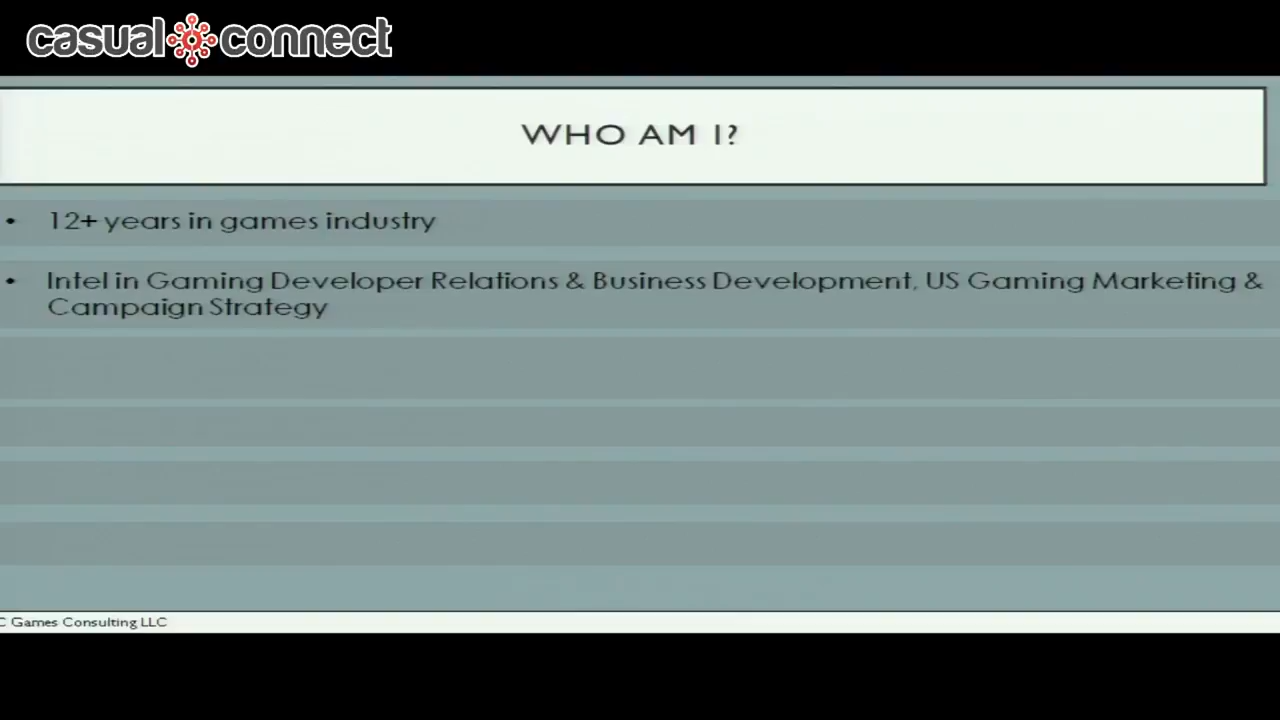 casual connect
WHO AM I?
• 12+ years in games industry
• Intel in Gaming Developer Relations & Business Development, US Gaming Marketing &
Campaign Strategy
C Games Consulting LLC